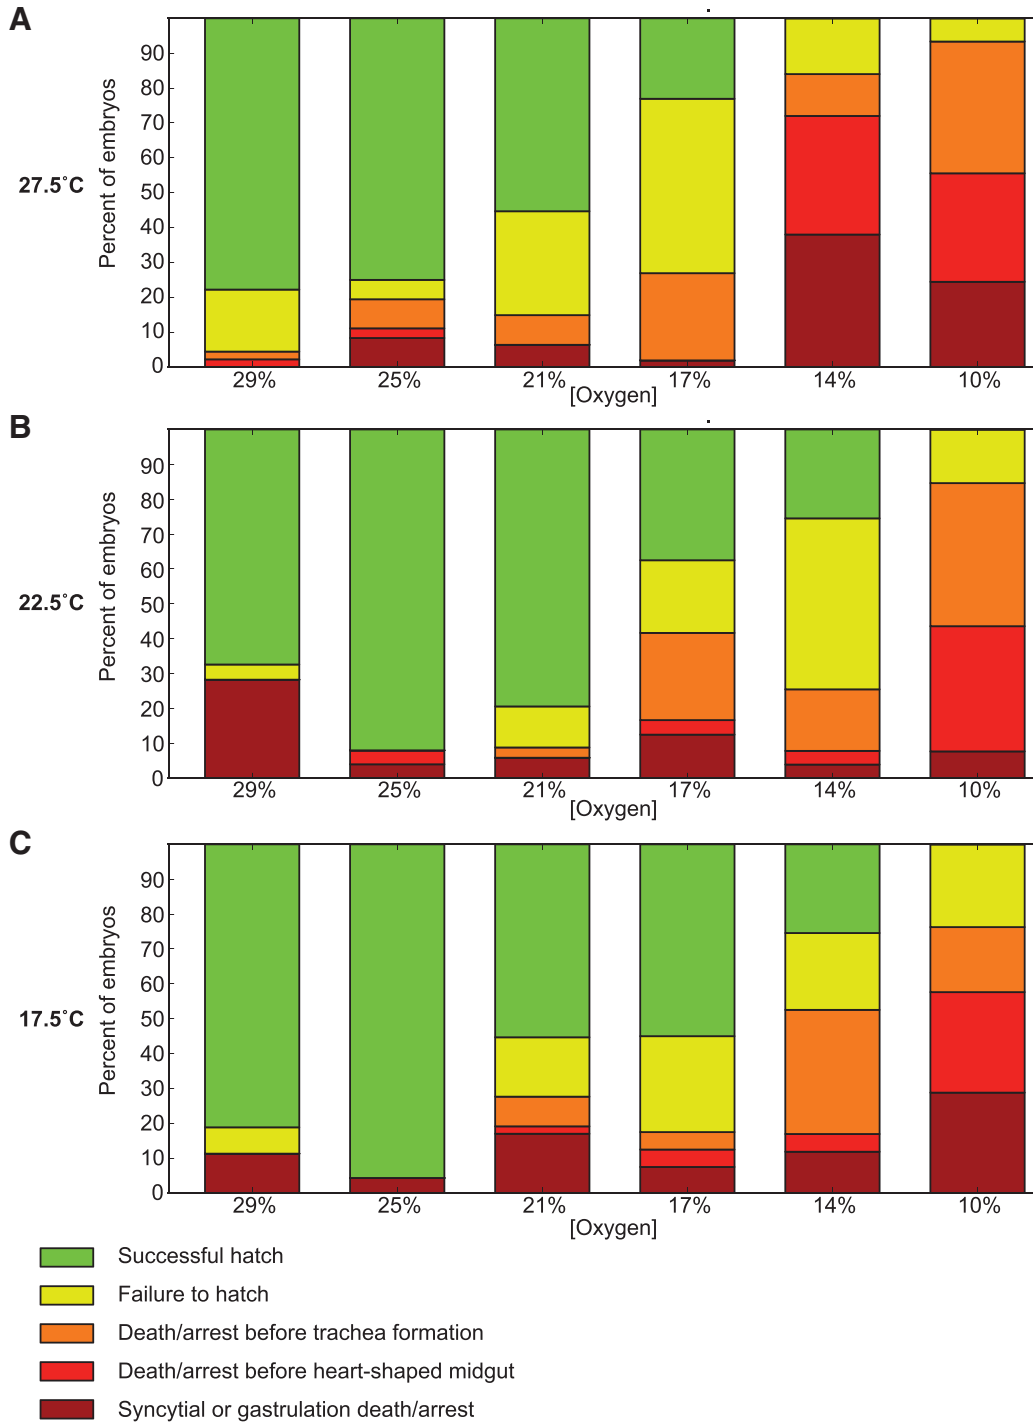 A
27.5˚C
Percent of embryos
90
80
70
60
50
40
30
20
10
0
29% 25% 21% 17% 14% 10%
[Oxygen]
B
22.5˚C
Percent of embryos
90
80
70
60
50
40
30
20
10
0
29% 25% 21% 17% 14% 10%
[Oxygen]
C
17.5˚C
Percent of embryos
90
80
70
60
50
40
30
20
10
0
29% 25% 21% 17% 14% 10%
[Oxygen]
Successful hatch
Failure to hatch
Death/arrest before trachea formation
Death/arrest before heart-shaped midgut
Syncytial or gastrulation death/arrest